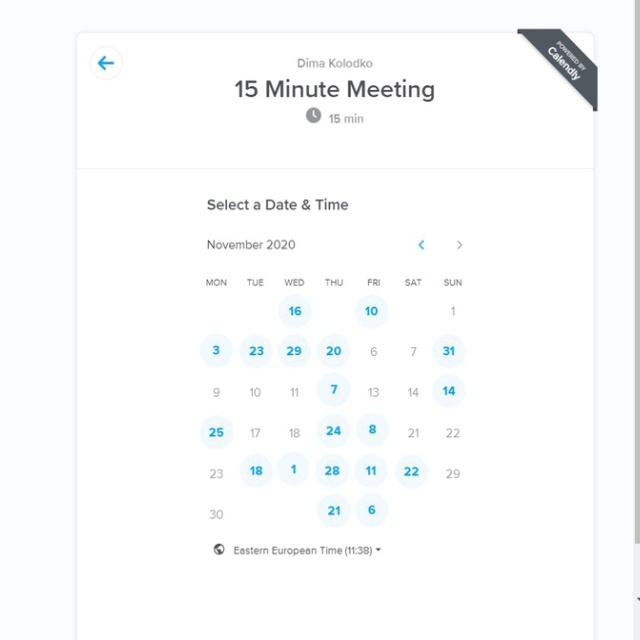 Dima Kolodko
15 Minute Meeting
15 min
POWERED BY
Calendly
Select a Date & Time
November 2020
MON TUE WED THU FRI SAT SUN
16 10 1
3 23 29 20 6 7 31
9 10 11 7 13 14 14
25 17 18 24 8 21 22
23 18 1 28 11 22 29
30 21 6
Eastern European Time (11:38)